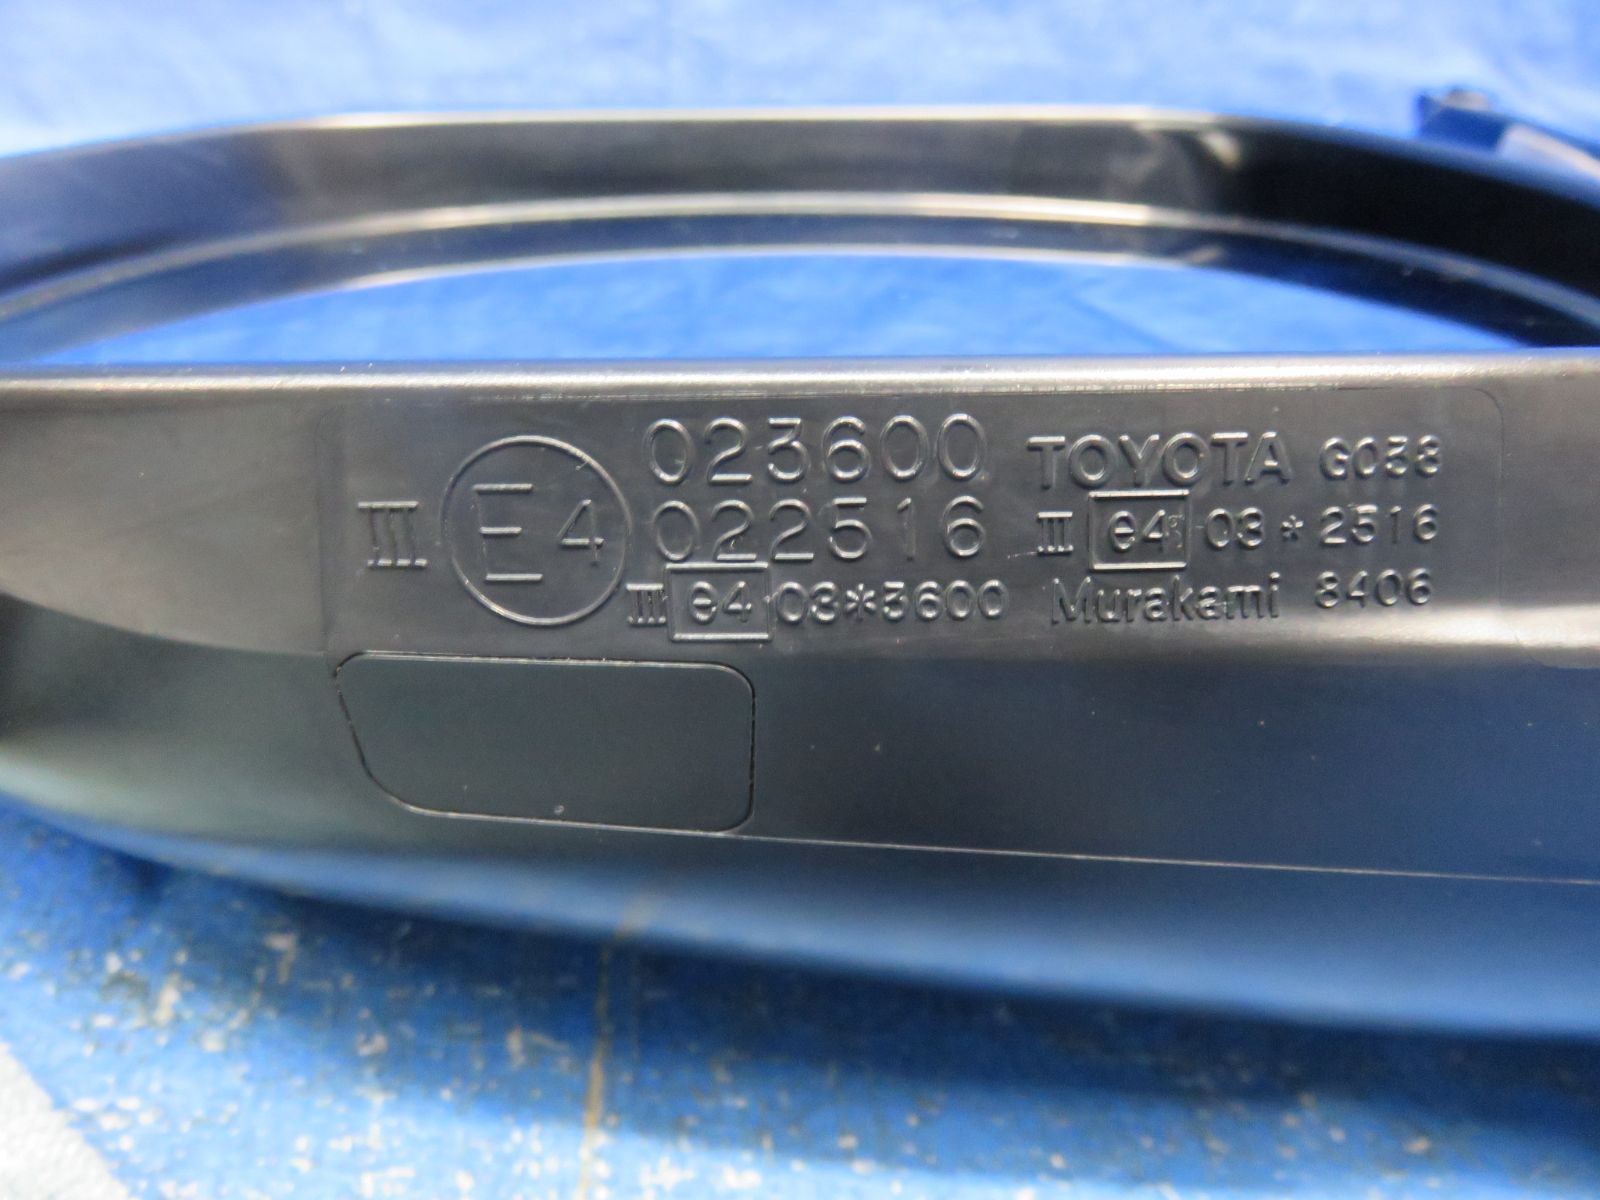 023600 TOYOTA G038
III E4 022516 III e4 03*2516
III e4 03*3600 Murakami 8406